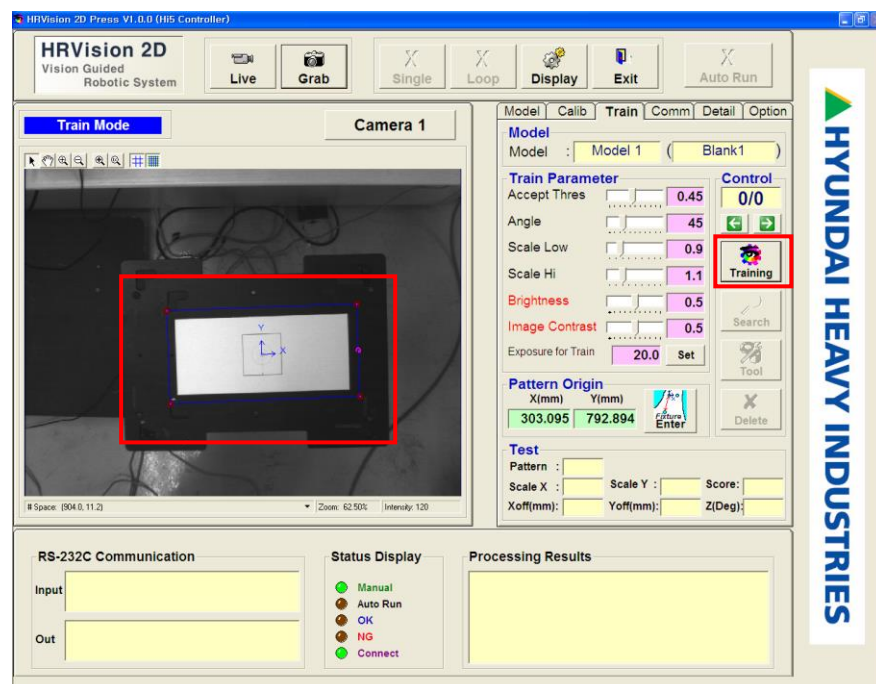 HRVision 2D Press V1.0.0 (Hi5 Controller)
HRVision 2D
Vision Guided
Robotic System
Live
Grab
Single
Loop
Display
Exit
Auto Run
Train Mode
Camera 1
Y
X
# Space: (904.0, 11.2)
Zoom: 62.50%
Intensity: 120
Model Calib Train Comm Detail Option
Model
Model : Model 1 ( Blank1 )
Train Parameter
Accept Thres 0.45
Angle 45
Scale Low 0.9
Scale Hi 1.1
Brightness 0.5
Image Contrast 0.5
Exposure for Train 20.0 Set
Control
0/0
Training
Search
Tool
Delete
Pattern Origin
X(mm) Y(mm)
303.095 792.894
Fixture
Enter
Test
Pattern :
Scale X : Scale Y : Score:
Xoff(mm): Yoff(mm): Z(Deg):
RS-232C Communication
Input
Out
Status Display
Manual
Auto Run
OK
NG
Connect
Processing Results
HYUNDAI HEAVY INDUSTRIES